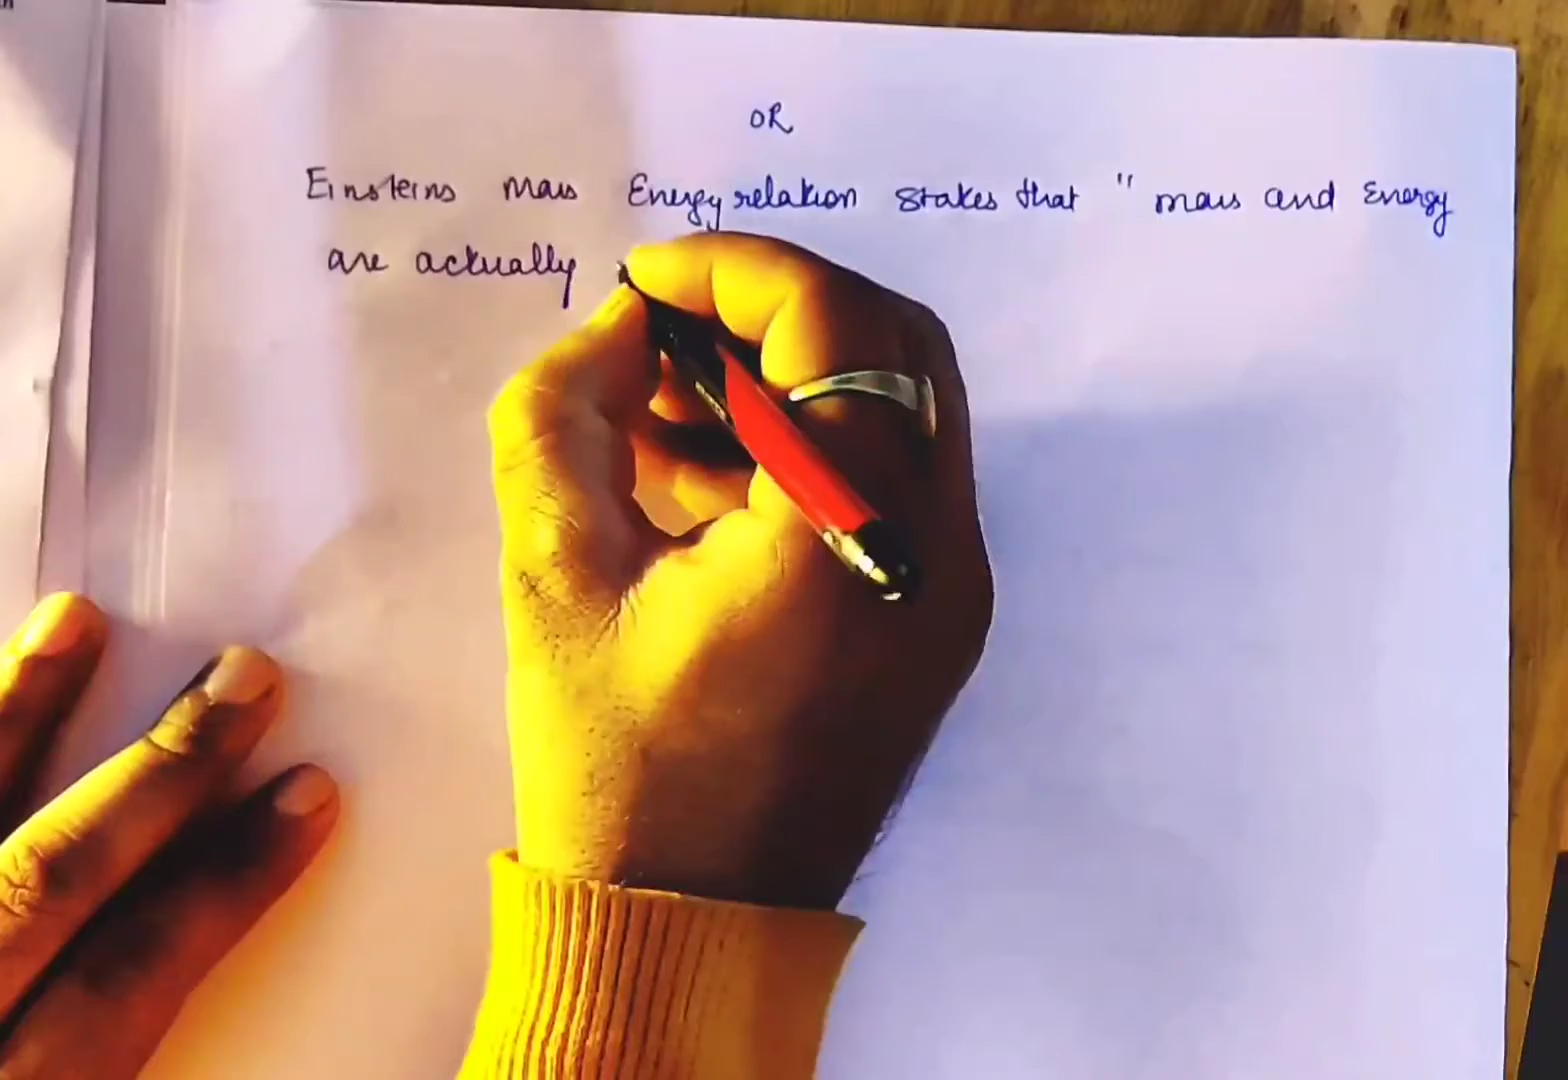 OR
Einsteins mass Energy relation states that " mass and Energy
are actually